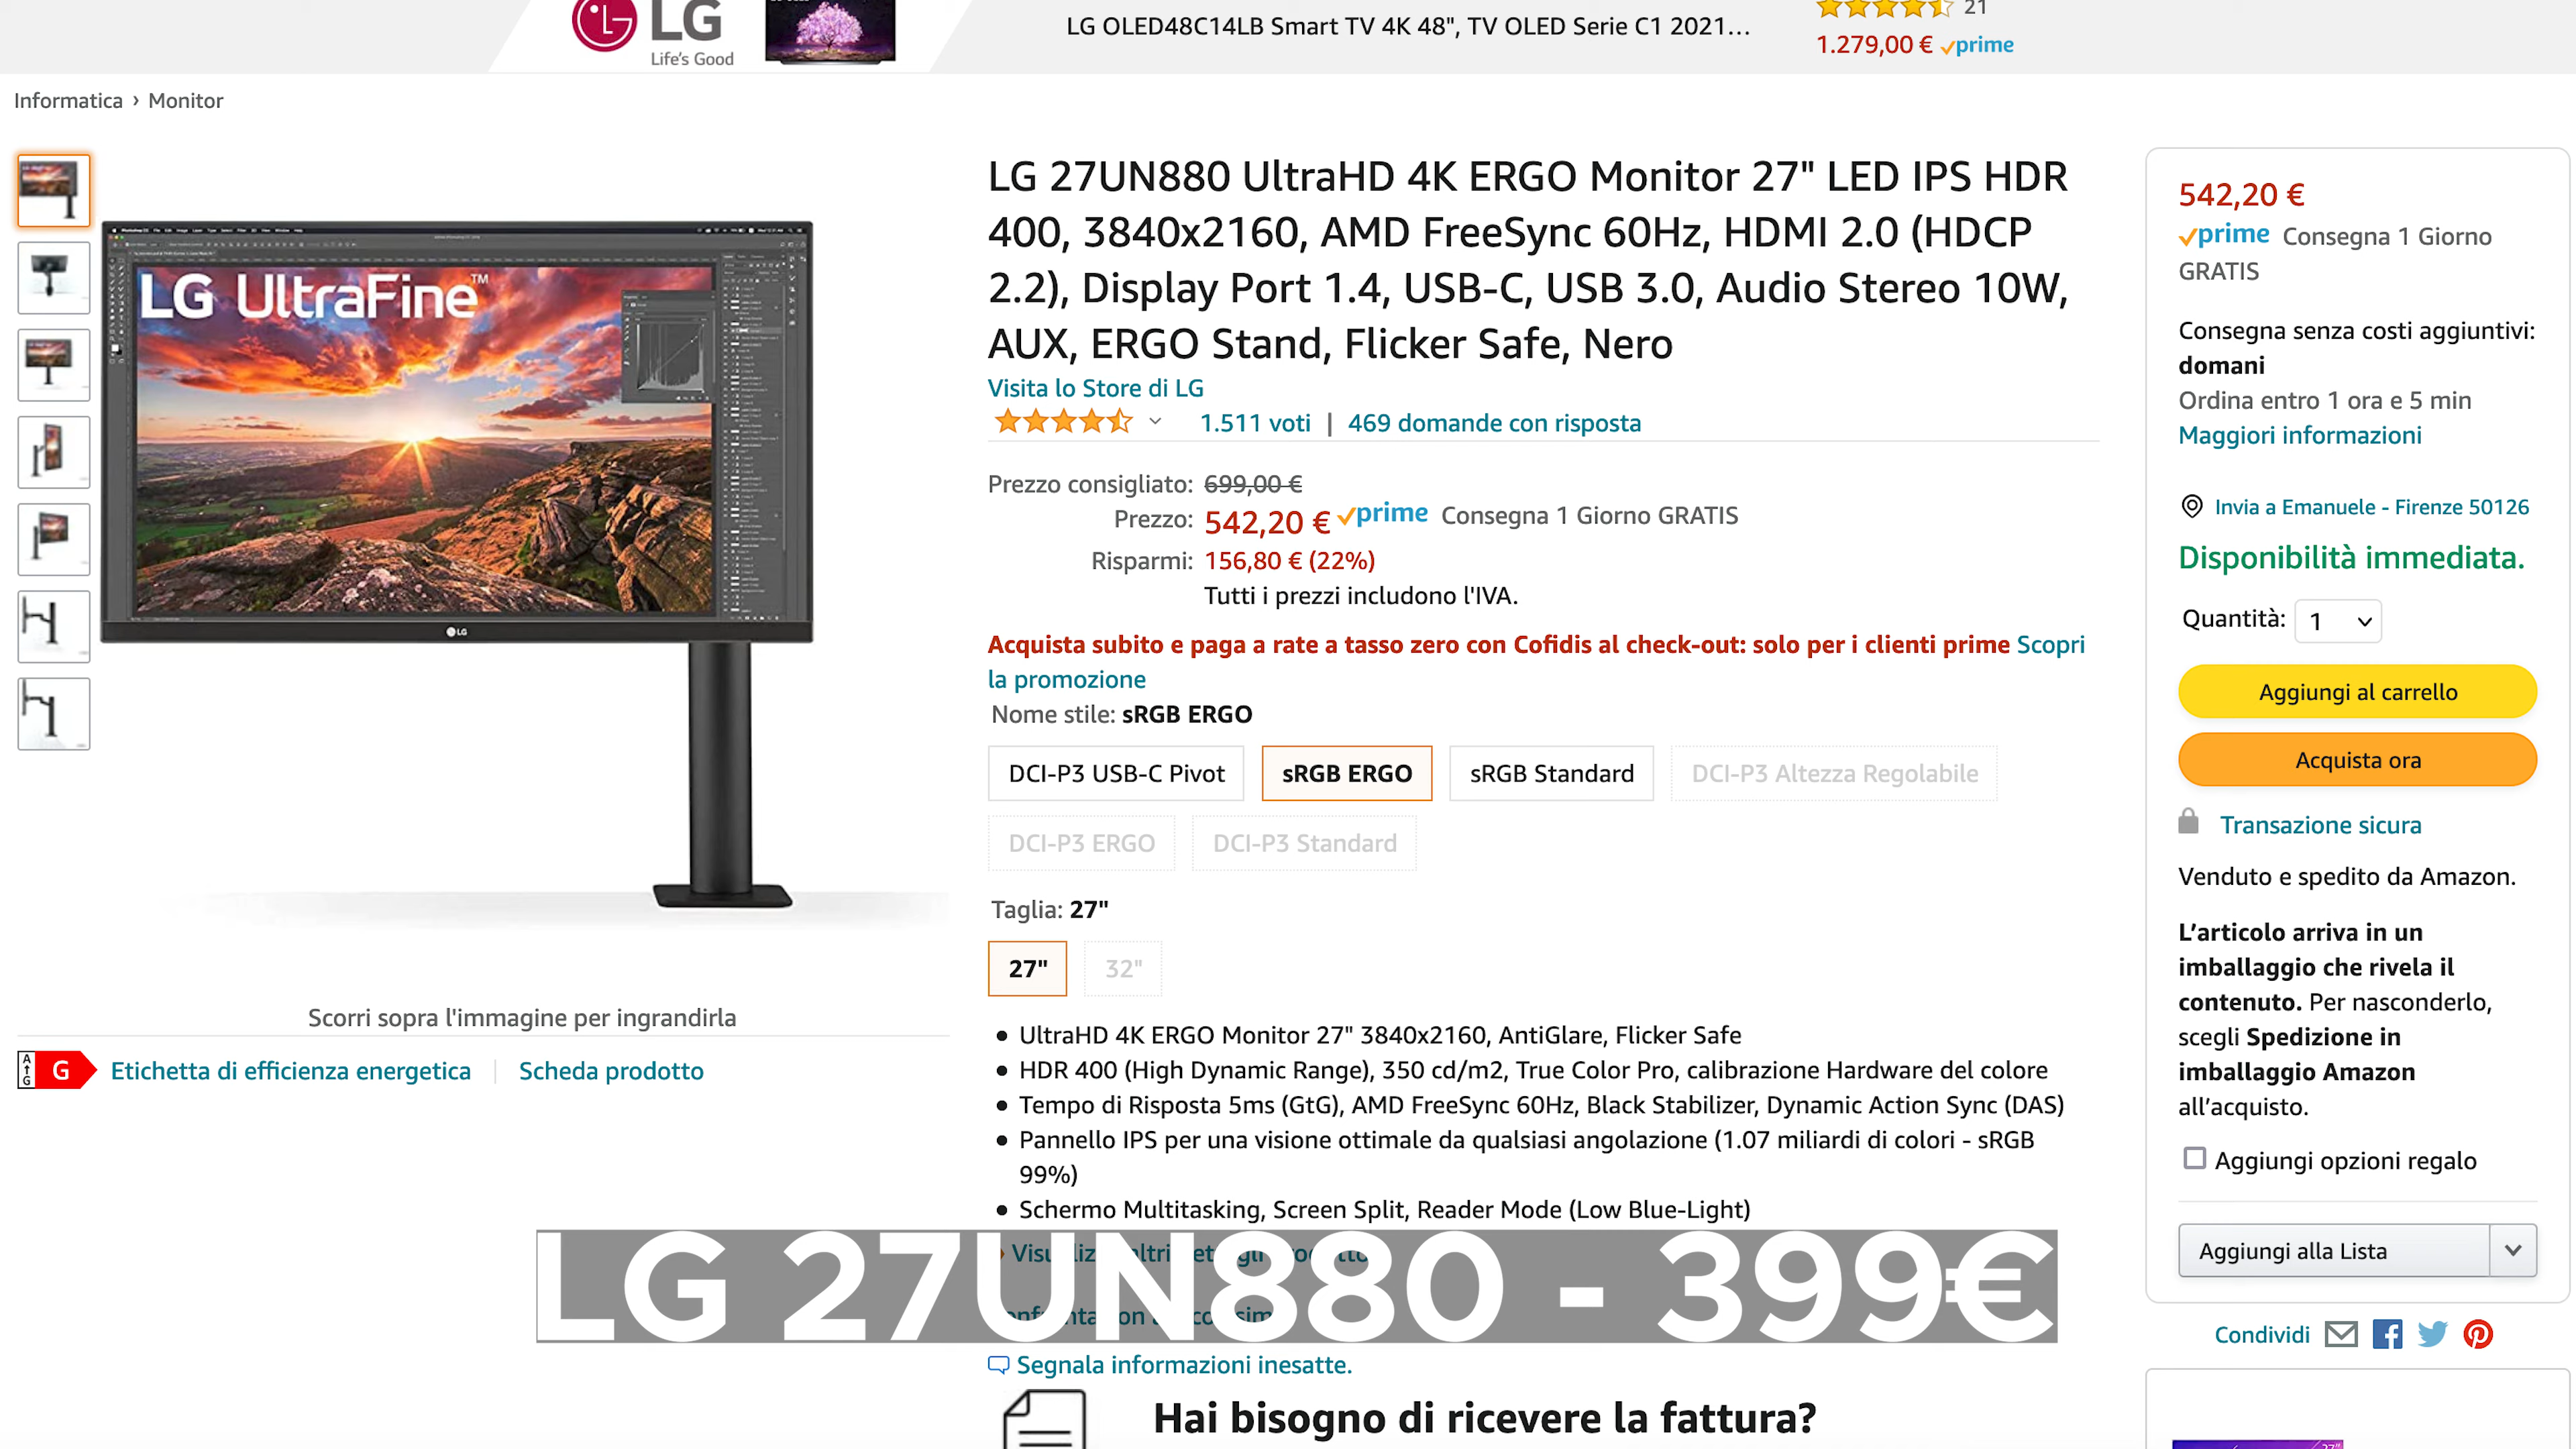 LG
Life's Good
LG OLED48C14LB Smart TV 4K 48", TV OLED Serie C1 2021...
21
1.279,00 € prime
Informatica › Monitor
LG UltraFine™
LG
Scorri sopra l'immagine per ingrandirla
A
G
G
Etichetta di efficienza energetica
Scheda prodotto
LG 27UN880 UltraHD 4K ERGO Monitor 27" LED IPS HDR
400, 3840x2160, AMD FreeSync 60Hz, HDMI 2.0 (HDCP
2.2), Display Port 1.4, USB-C, USB 3.0, Audio Stereo 10W,
AUX, ERGO Stand, Flicker Safe, Nero
Visita lo Store di LG
1.511 voti | 469 domande con risposta
Prezzo consigliato: 699,00 €
Prezzo: 542,20 € prime Consegna 1 Giorno GRATIS
Risparmi: 156,80 € (22%)
Tutti i prezzi includono l'IVA.
Acquista subito e paga a rate a tasso zero con Cofidis al check-out: solo per i clienti prime Scopri
la promozione
Nome stile: sRGB ERGO
DCI-P3 USB-C Pivot
sRGB ERGO
sRGB Standard
DCI-P3 Altezza Regolabile
DCI-P3 ERGO
DCI-P3 Standard
Taglia: 27"
27"
32"
• UltraHD 4K ERGO Monitor 27" 3840x2160, AntiGlare, Flicker Safe
• HDR 400 (High Dynamic Range), 350 cd/m2, True Color Pro, calibrazione Hardware del colore
• Tempo di Risposta 5ms (GtG), AMD FreeSync 60Hz, Black Stabilizer, Dynamic Action Sync (DAS)
• Pannello IPS per una visione ottimale da qualsiasi angolazione (1.07 miliardi di colori - sRGB
99%)
• Schermo Multitasking, Screen Split, Reader Mode (Low Blue-Light)
LG 27UN880 - 399€
Segnala informazioni inesatte.
Hai bisogno di ricevere la fattura?
542,20 €
prime Consegna 1 Giorno
GRATIS
Consegna senza costi aggiuntivi:
domani
Ordina entro 1 ora e 5 min
Maggiori informazioni
Invia a Emanuele - Firenze 50126
Disponibilità immediata.
Quantità: 1
Aggiungi al carrello
Acquista ora
Transazione sicura
Venduto e spedito da Amazon.
L'articolo arriva in un
imballaggio che rivela il
contenuto. Per nasconderlo,
scegli Spedizione in
imballaggio Amazon
all'acquisto.
Aggiungi opzioni regalo
Aggiungi alla Lista
Condividi